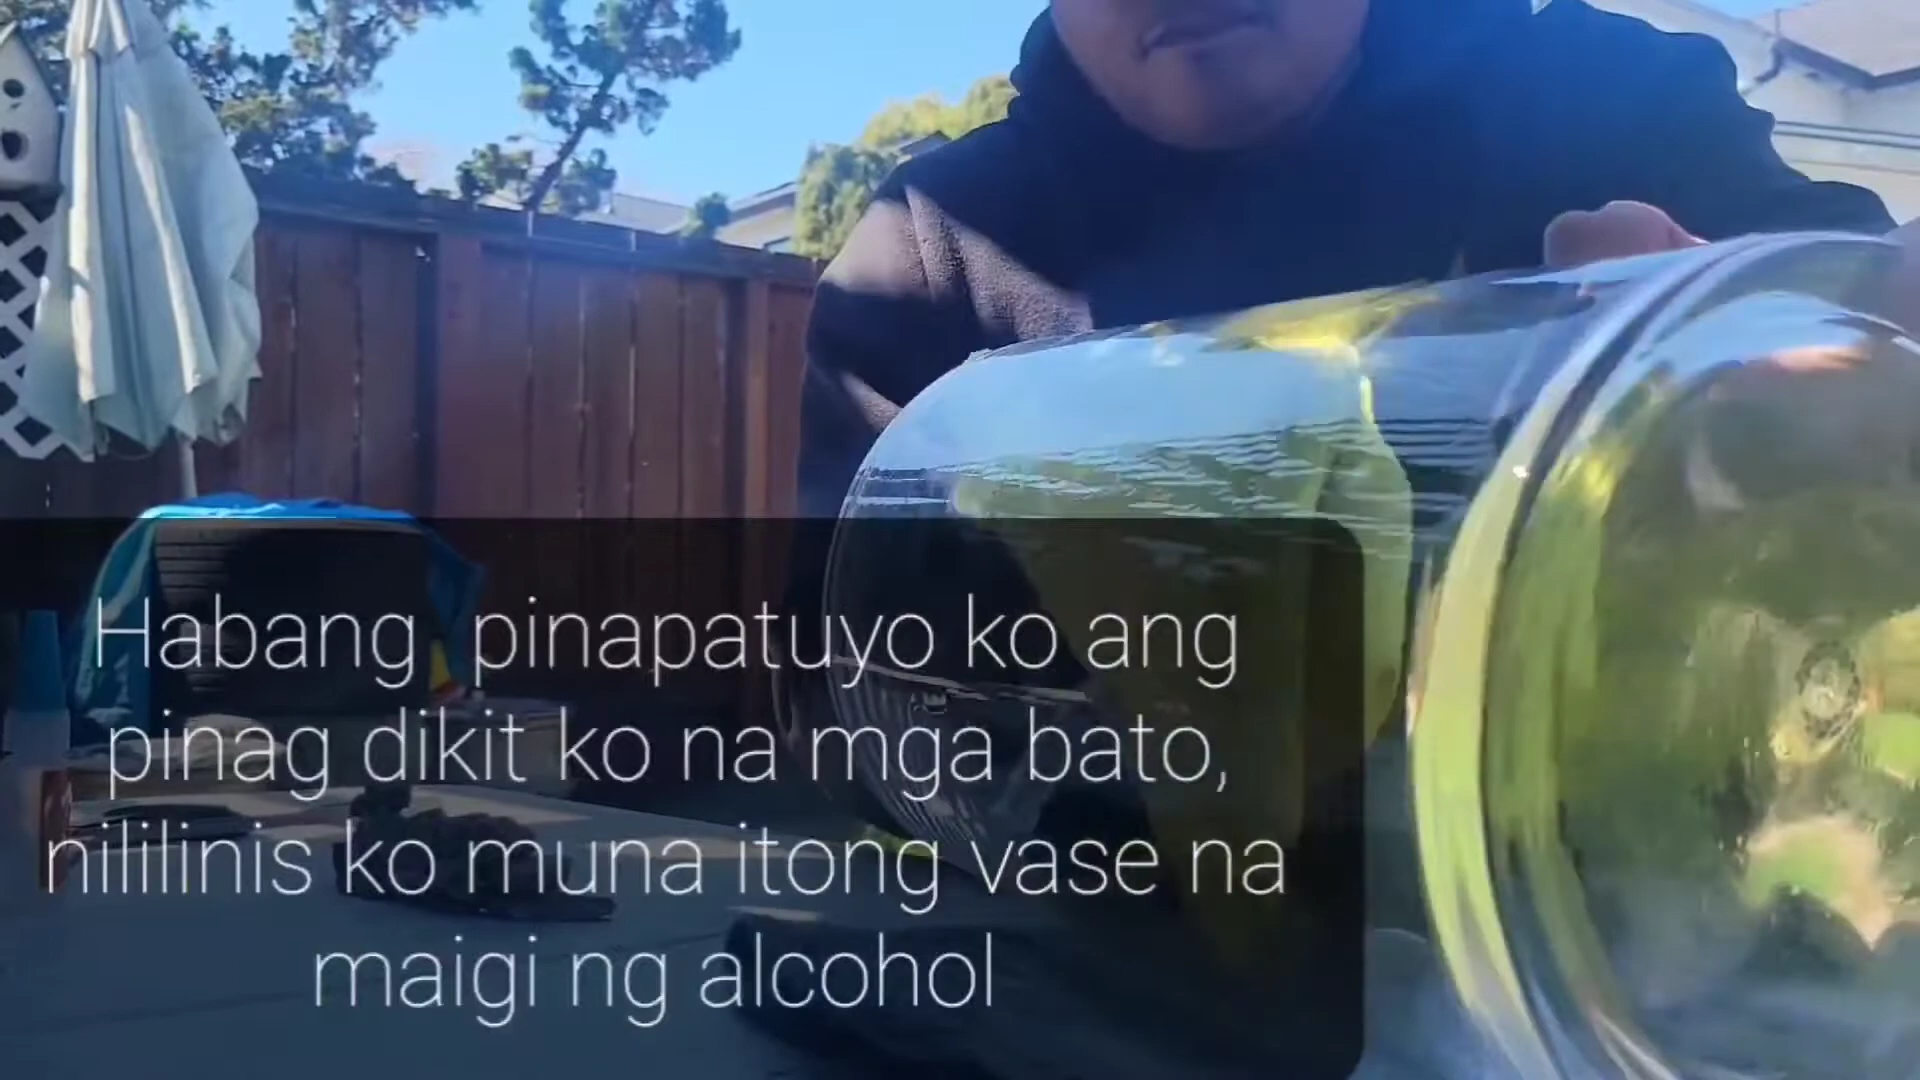 Habang pinapatuyo ko ang
pinag dikit ko na mga bato,
nililinis ko muna itong vase na
maigi ng alcohol